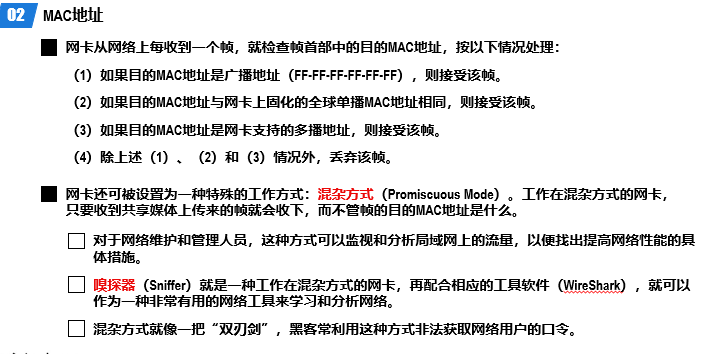 02 MAC地址
网卡从网络上每收到一个帧，就检查帧首部中的目的MAC地址，按以下情况处理：
（1）如果目的MAC地址是广播地址（FF-FF-FF-FF-FF-FF），则接受该帧。
（2）如果目的MAC地址与网卡上固化的全球单播MAC地址相同，则接受该帧。
（3）如果目的MAC地址是网卡支持的多播地址，则接受该帧。
（4）除上述（1）、（2）和（3）情况外，丢弃该帧。
网卡还可被设置为一种特殊的工作方式：混杂方式（Promiscuous Mode）。工作在混杂方式的网卡，
只要收到共享媒体上传来的帧就会收下，而不管帧的目的MAC地址是什么。
对于网络维护和管理人员，这种方式可以监视和分析局域网上的流量，以便找出提高网络性能的具
体措施。
嗅探器（Sniffer）就是一种工作在混杂方式的网卡，再配合相应的工具软件（WireShark），就可以
作为一种非常有用的网络工具来学习和分析网络。
混杂方式就像一把“双刃剑”，黑客常利用这种方式非法获取网络用户的口令。